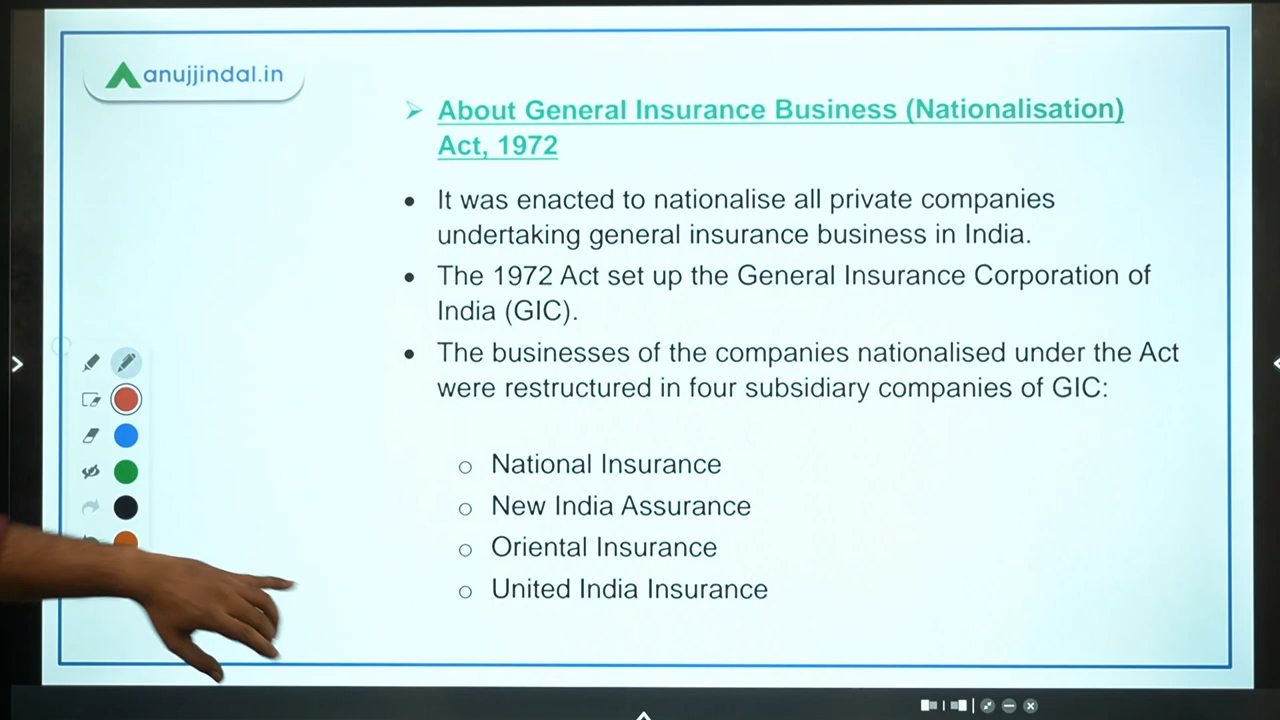 anujjindal.in
About General Insurance Business (Nationalisation)
Act, 1972
It was enacted to nationalise all private companies
undertaking general insurance business in India.
The 1972 Act set up the General Insurance Corporation of
India (GIC).
The businesses of the companies nationalised under the Act
were restructured in four subsidiary companies of GIC:
National Insurance
New India Assurance
Oriental Insurance
United India Insurance